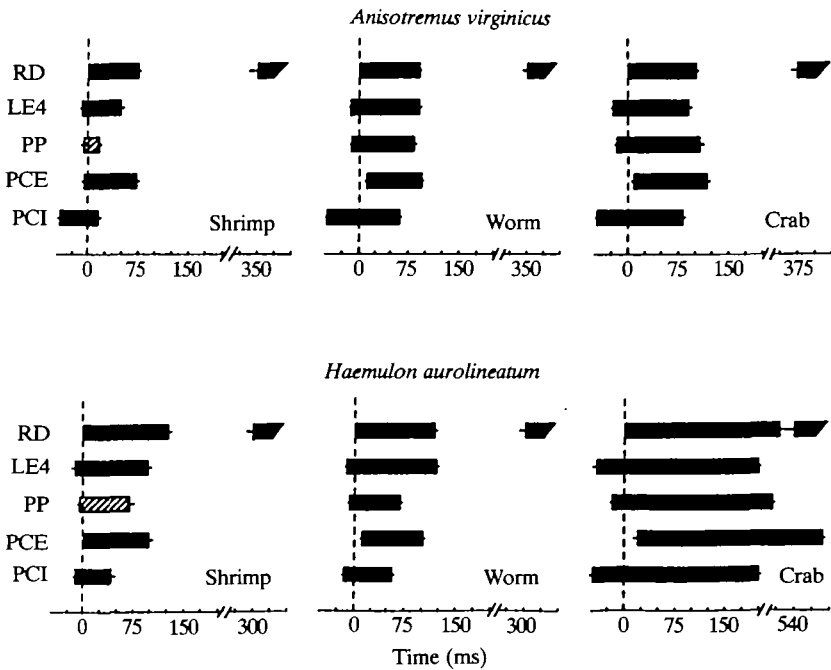 Anisotremus virginicus
RD
LE4
PP
PCE
PCI
Shrimp
Worm
Crab
0 75 150 350
0 75 150 350
0 75 150 375
Haemulon aurolineatum
RD
LE4
PP
PCE
PCI
Shrimp
Worm
Crab
0 75 150 300
0 75 150 300
0 75 150 540
Time (ms)